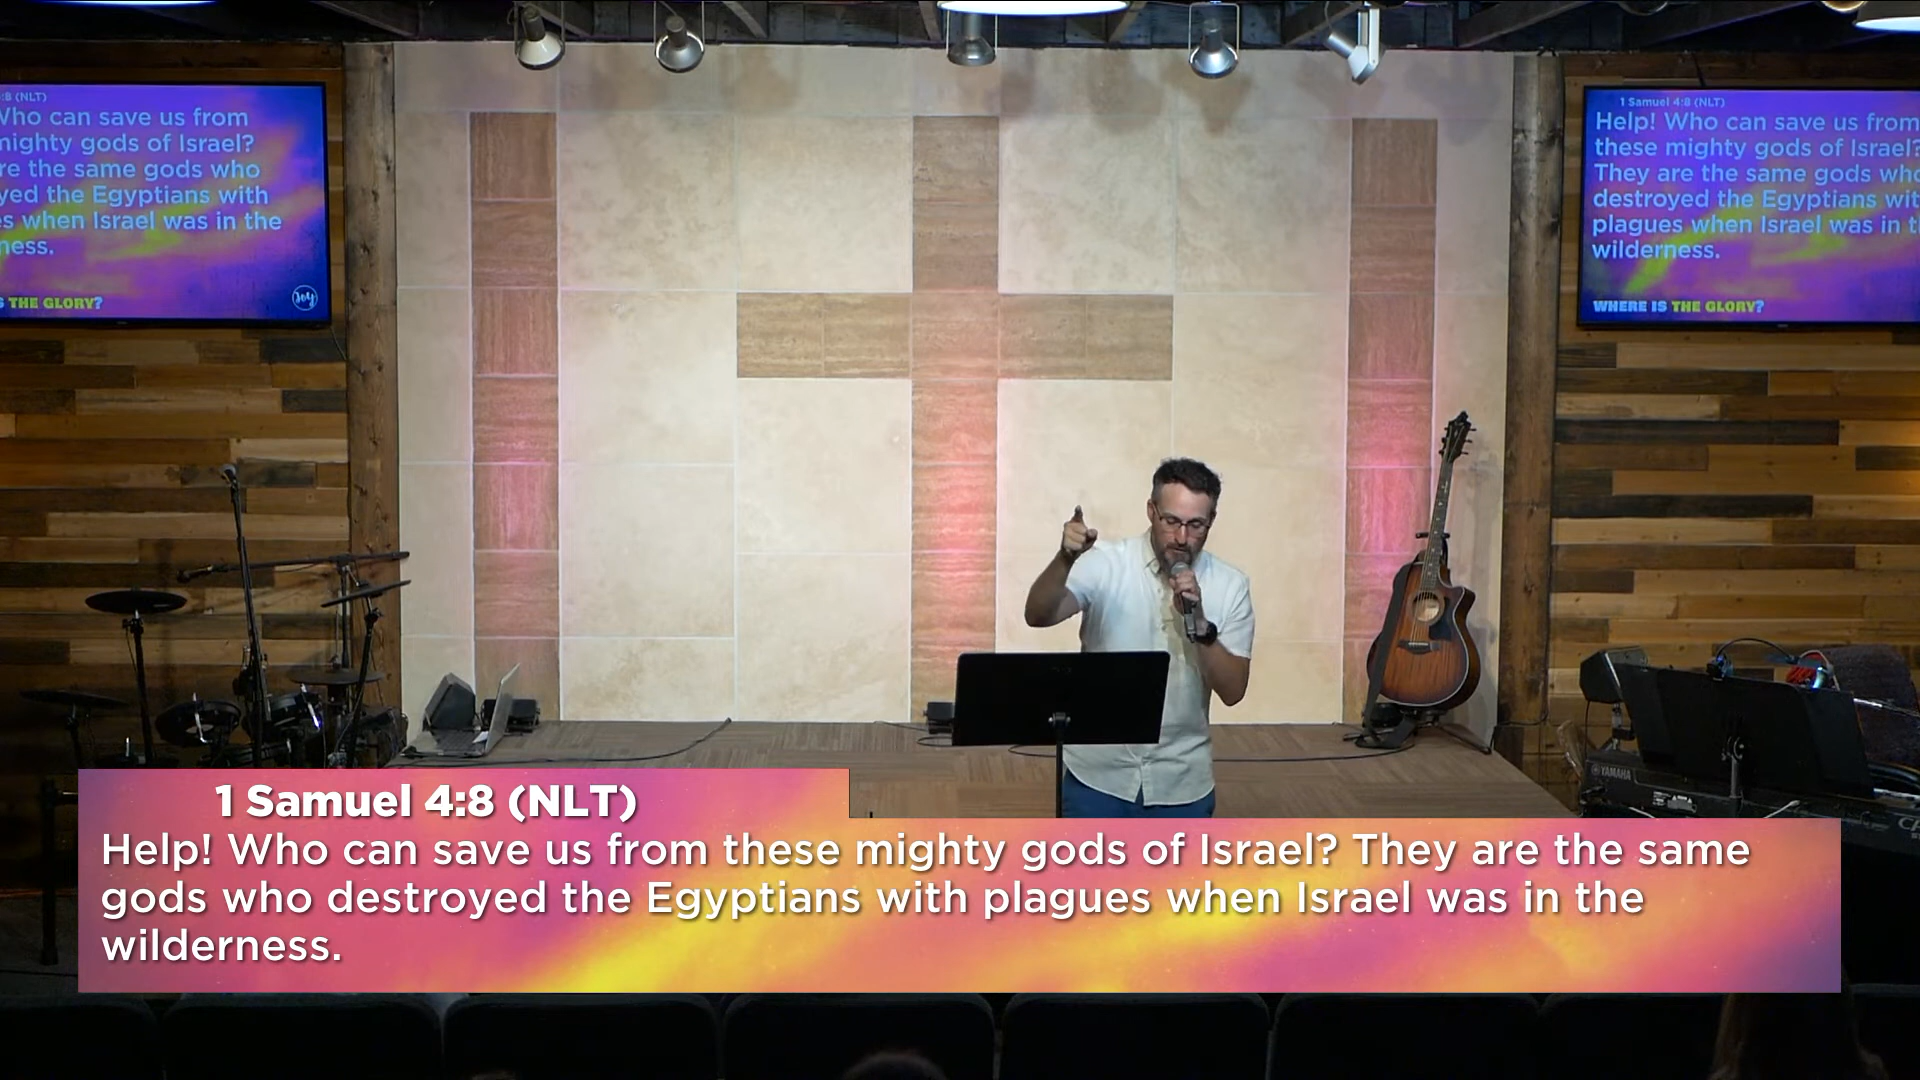 :8 (NLT)
Who can save us from
mighty gods of Israel?
re the same gods who
yed the Egyptians with
es when Israel was in the
ness.
S THE GLORY?
Joy
1 Samuel 4:8 (NLT)
Help! Who can save us from
these mighty gods of Israel?
They are the same gods who
destroyed the Egyptians wit
plagues when Israel was in t
wilderness.
WHERE IS THE GLORY?
YAMAHA
1 Samuel 4:8 (NLT)
Help! Who can save us from these mighty gods of Israel? They are the same
gods who destroyed the Egyptians with plagues when Israel was in the
wilderness.